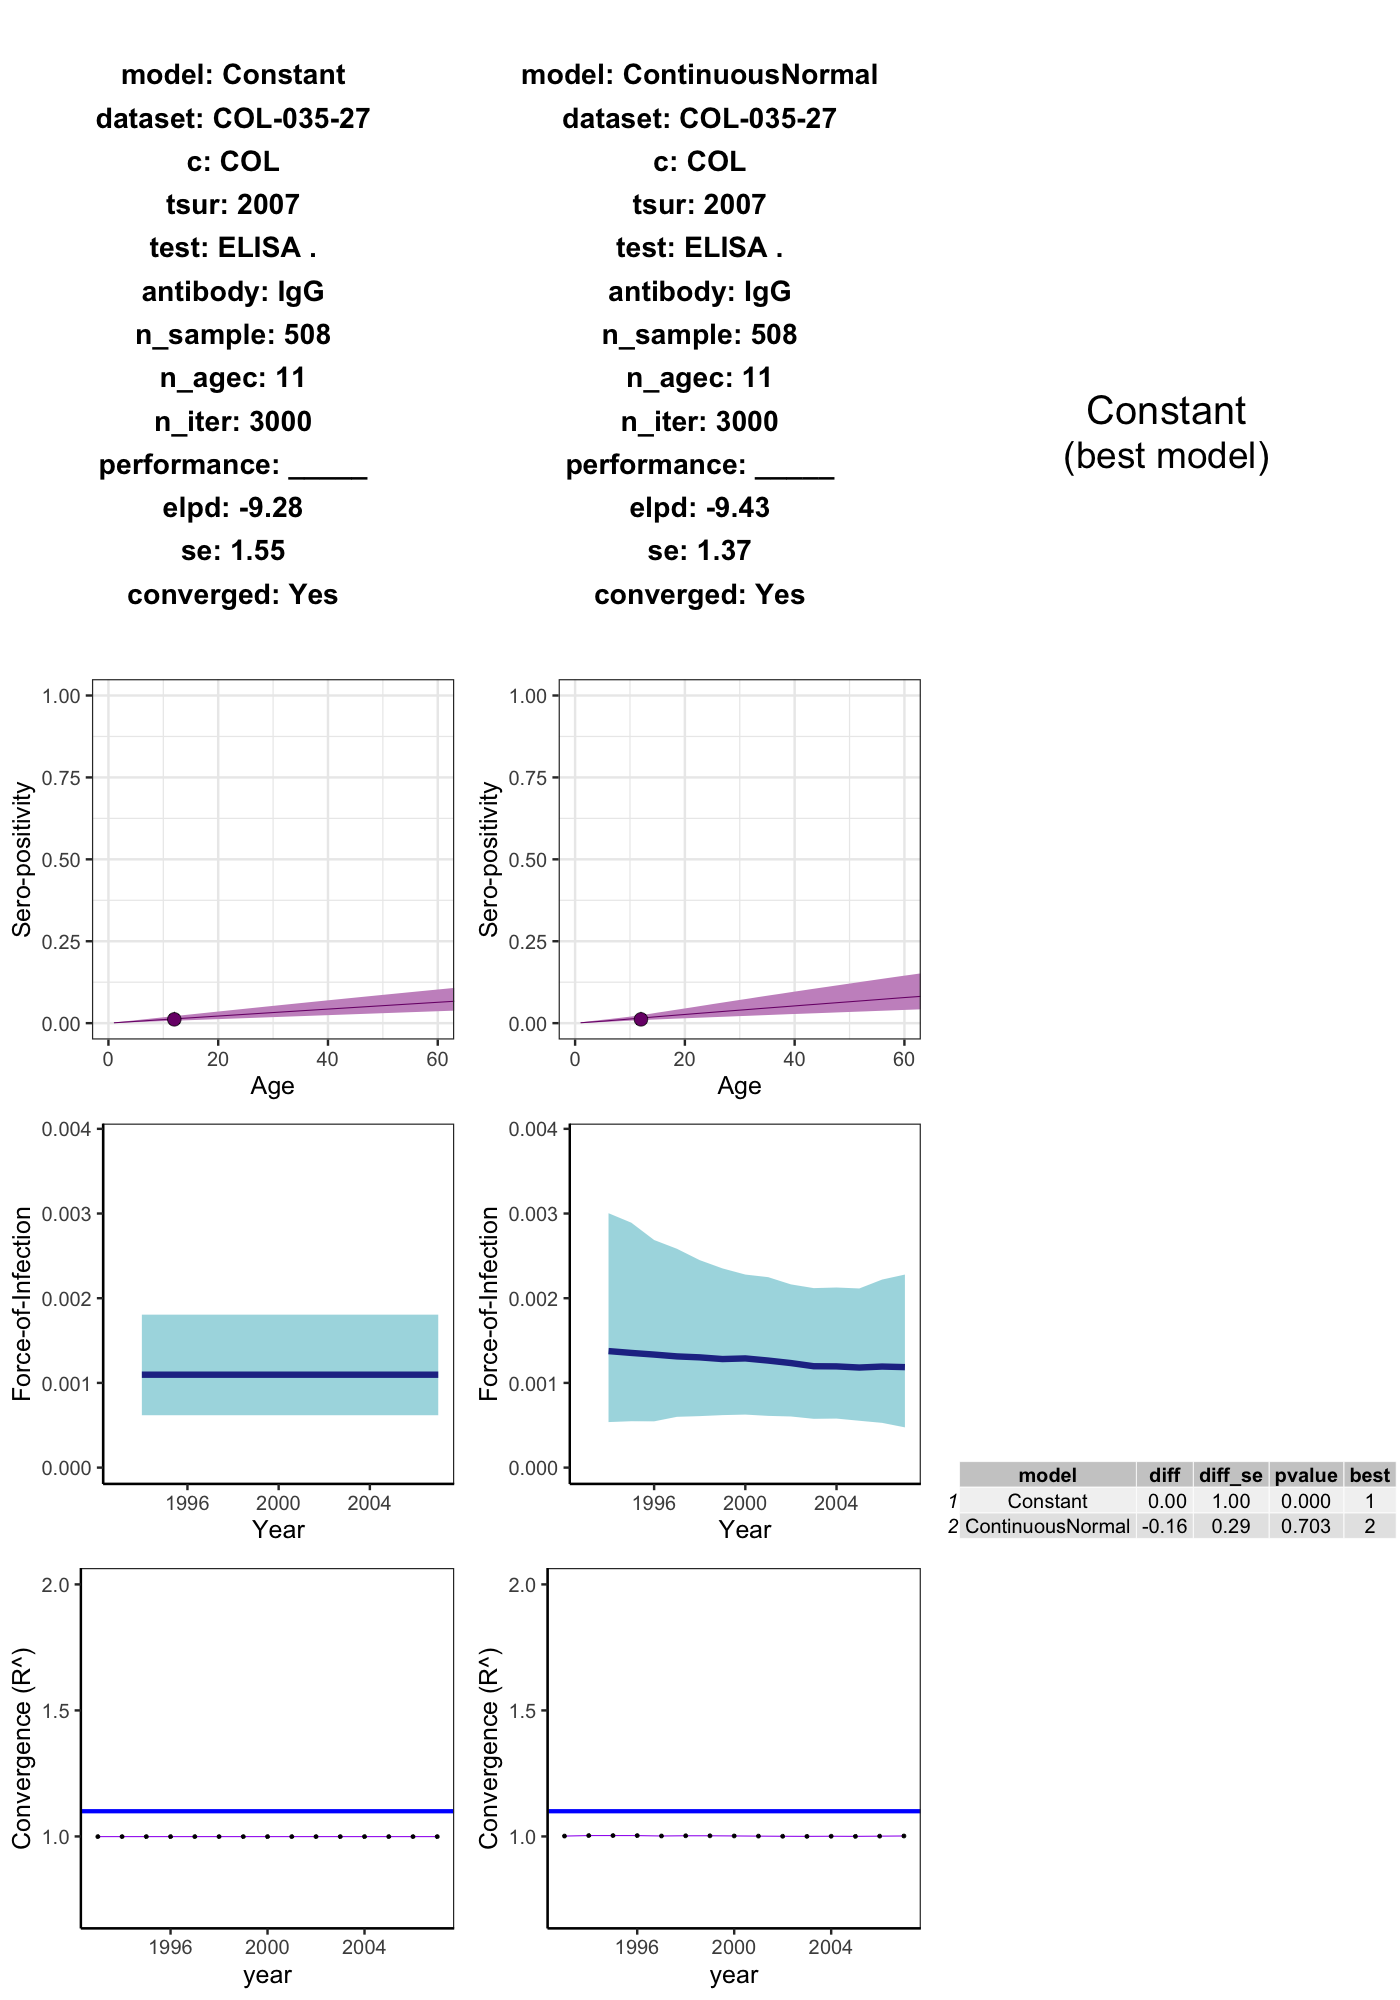 model: Constant
dataset: COL-035-27
c: COL
tsur: 2007
test: ELISA .
antibody: IgG
n_sample: 508
n_agec: 11
n_iter: 3000
performance: _____
elpd: -9.28
se: 1.55
converged: Yes
model: ContinuousNormal
dataset: COL-035-27
c: COL
tsur: 2007
test: ELISA .
antibody: IgG
n_sample: 508
n_agec: 11
n_iter: 3000
performance: _____
elpd: -9.43
se: 1.37
converged: Yes
Constant
(best model)
Sero-positivity
1.00
0.75
0.50
0.25
0.00
0 20 40 60
Age
Sero-positivity
1.00
0.75
0.50
0.25
0.00
0 20 40 60
Age
Force-of-Infection
0.004
0.003
0.002
0.001
0.000
1996 2000 2004
Year
Force-of-Infection
0.004
0.003
0.002
0.001
0.000
1996 2000 2004
Year
model diff diff_se pvalue best
1 Constant 0.00 1.00 0.000 1
2 ContinuousNormal -0.16 0.29 0.703 2
Convergence (R^)
2.0
1.5
1.0
1996 2000 2004
year
Convergence (R^)
2.0
1.5
1.0
1996 2000 2004
year